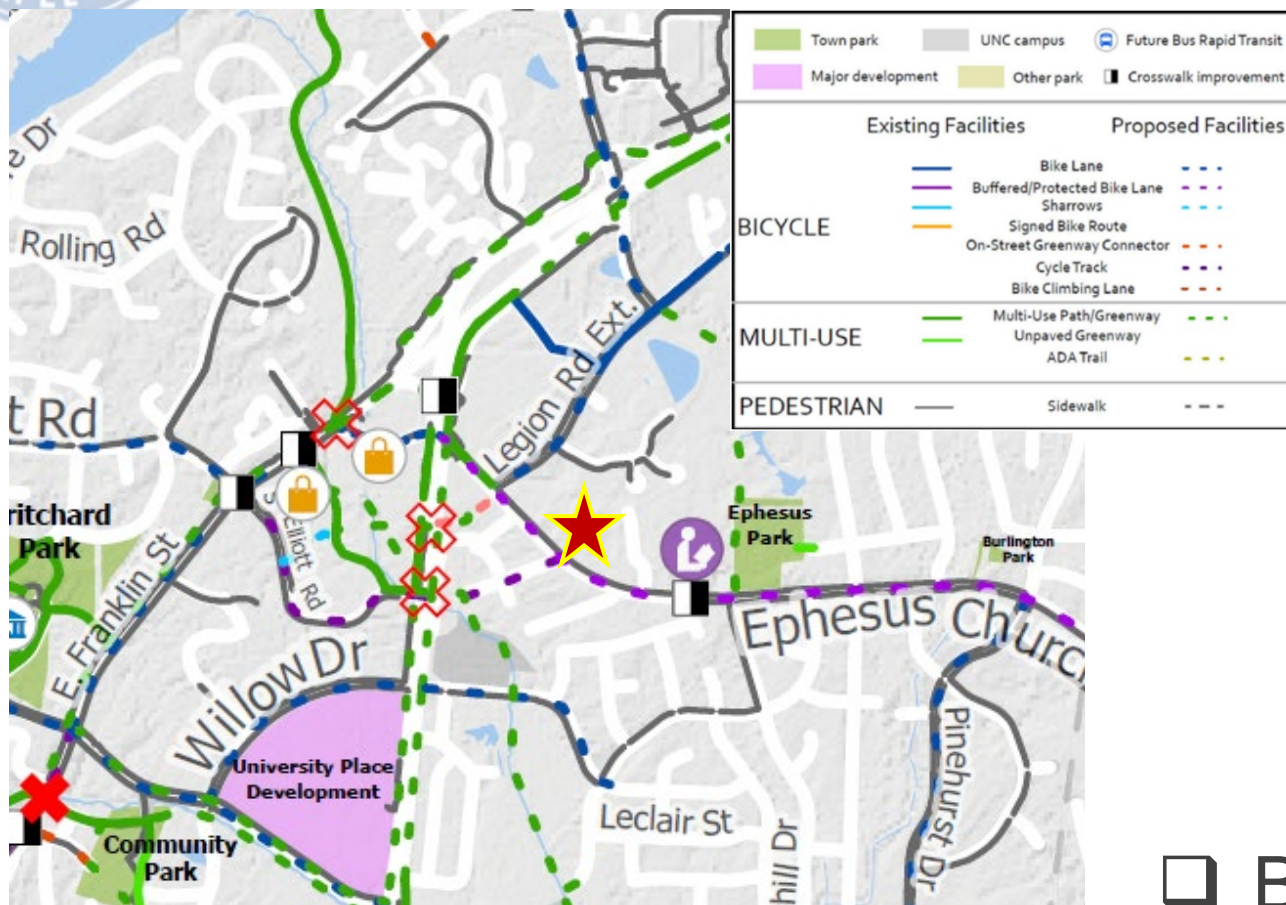 Town park
UNC campus
Future Bus Rapid Transit
Major development
Other park
Crosswalk improvement
Existing Facilities
Proposed Facilities
BICYCLE
Bike Lane
Buffered/Protected Bike Lane
Sharrows
Signed Bike Route
On-Street Greenway Connector
Cycle Track
Bike Climbing Lane
MULTI-USE
Multi-Use Path/Greenway
Unpaved Greenway
ADA Trail
PEDESTRIAN
Sidewalk
e Dr
Rolling Rd
Legion Rd Ext.
t Rd
S Elliott Rd
ritchard
Park
E. Franklin St
Ephesus
Park
Burlington
Park
Ephesus Churc
Willow Dr
University Place
Development
Leclair St
Pinehurst Dr
hill Dr
Community
Park
B